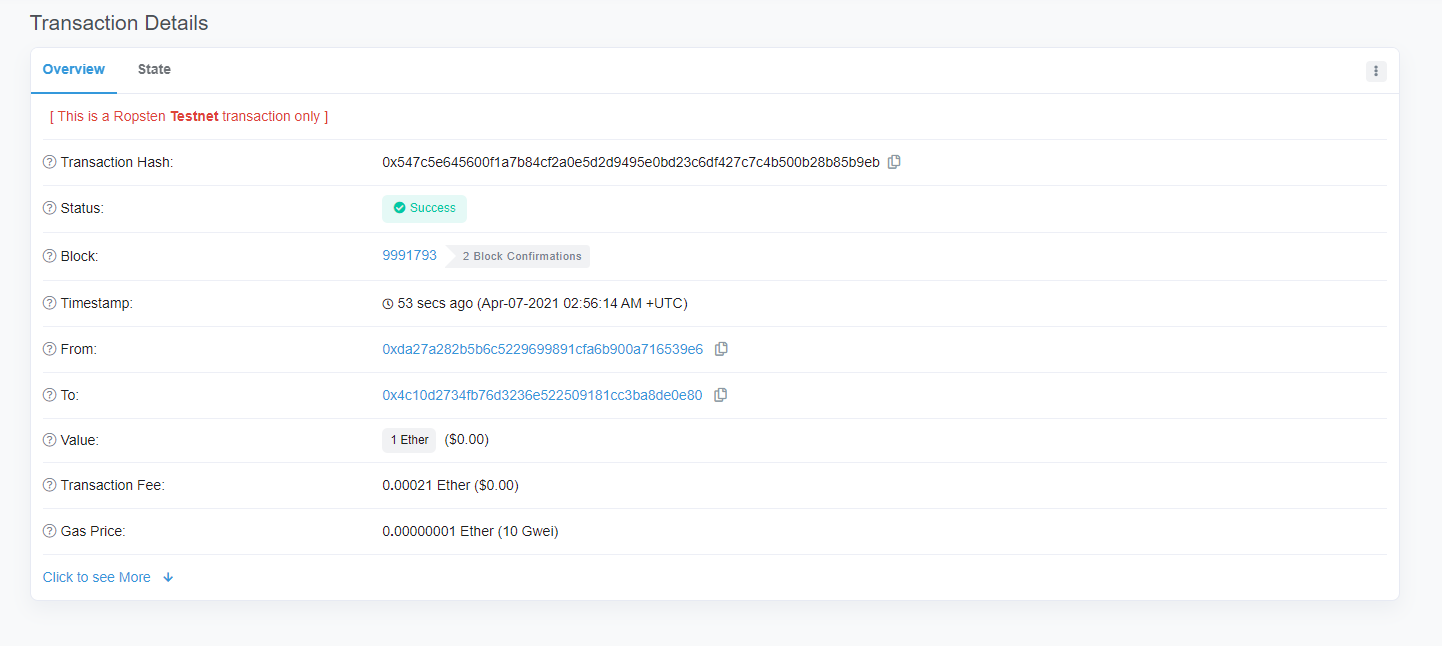 Transaction Details
Overview State
[ This is a Ropsten Testnet transaction only ]
Transaction Hash: 0x547c5e645600f1a7b84cf2a0e5d2d9495e0bd23c6df427c7c4b500b28b85b9eb
Status: Success
Block: 9991793 2 Block Confirmations
Timestamp: 53 secs ago (Apr-07-2021 02:56:14 AM +UTC)
From: 0xda27a282b5b6c5229699891cfa6b900a716539e6
To: 0x4c10d2734fb76d3236e522509181cc3ba8de0e80
Value: 1 Ether ($0.00)
Transaction Fee: 0.00021 Ether ($0.00)
Gas Price: 0.00000001 Ether (10 Gwei)
Click to see More